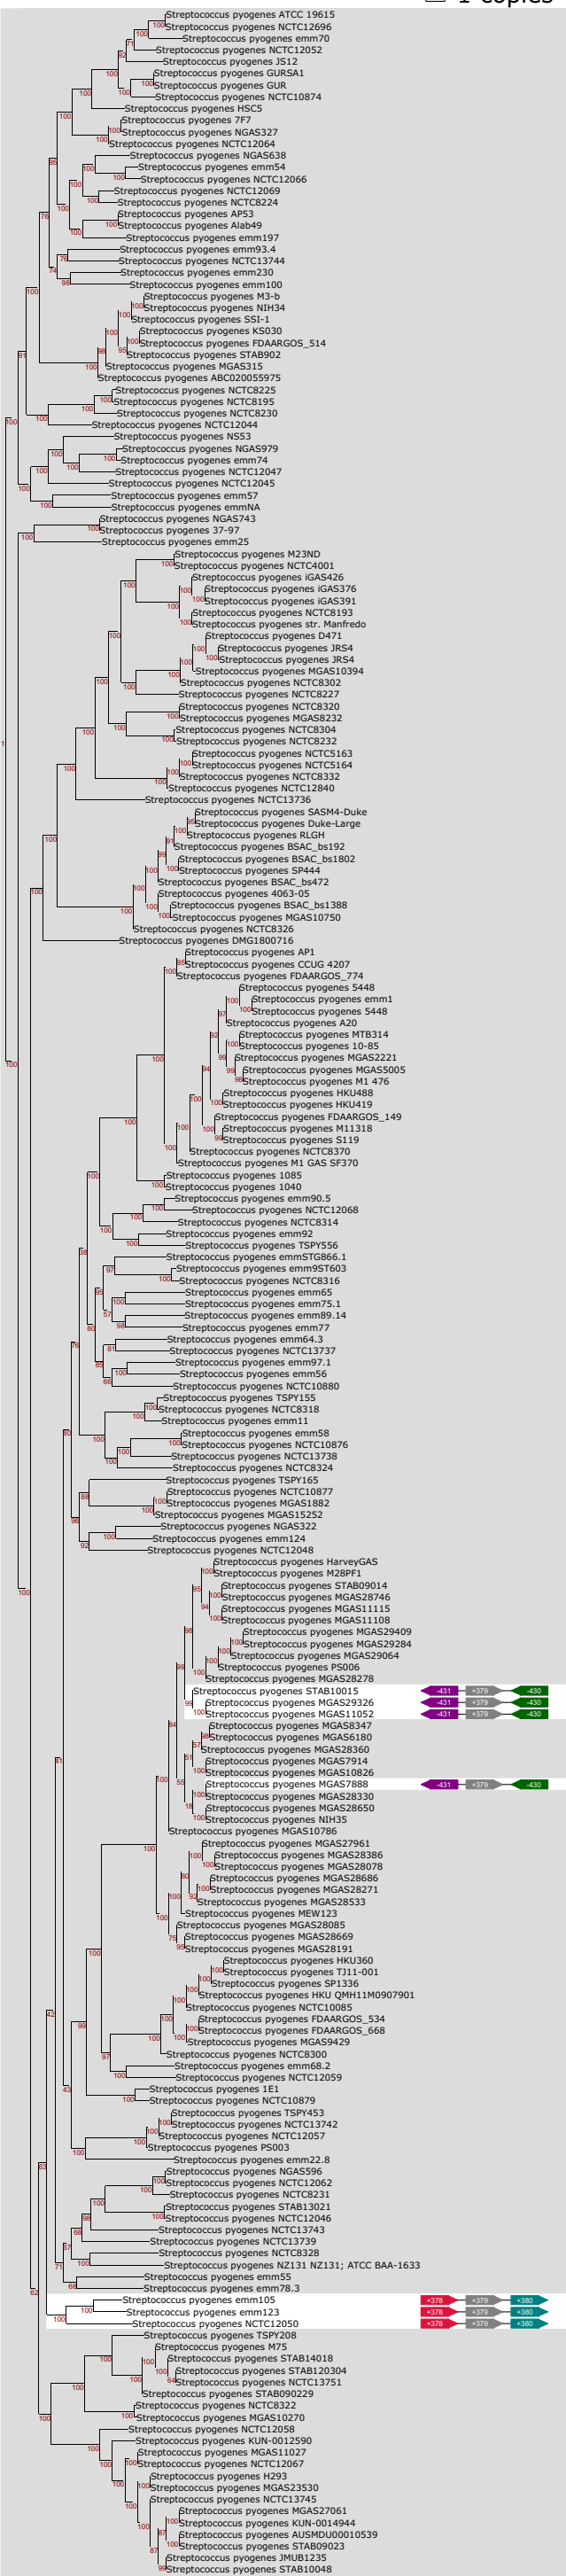 1 copies
Streptococcus pyogenes ATCC 19615
Streptococcus pyogenes NCTC12696
Streptococcus pyogenes emm70
Streptococcus pyogenes NCTC12052
Streptococcus pyogenes JS12
Streptococcus pyogenes GURSA1
Streptococcus pyogenes GUR
Streptococcus pyogenes NCTC10874
Streptococcus pyogenes HSC5
Streptococcus pyogenes 7F7
Streptococcus pyogenes NGAS327
Streptococcus pyogenes NCTC12064
Streptococcus pyogenes NGAS638
Streptococcus pyogenes emm54
Streptococcus pyogenes NCTC12066
Streptococcus pyogenes NCTC12069
Streptococcus pyogenes NCTC8224
Streptococcus pyogenes AP53
Streptococcus pyogenes Alab49
Streptococcus pyogenes emm197
Streptococcus pyogenes emm93.4
Streptococcus pyogenes NCTC13744
Streptococcus pyogenes emm230
Streptococcus pyogenes emm100
Streptococcus pyogenes M3-b
Streptococcus pyogenes NIH34
Streptococcus pyogenes SSI-1
Streptococcus pyogenes KS030
Streptococcus pyogenes FDAARGOS_514
Streptococcus pyogenes STAB902
Streptococcus pyogenes MGAS315
Streptococcus pyogenes ABC020055975
Streptococcus pyogenes NCTC8225
Streptococcus pyogenes NCTC8195
Streptococcus pyogenes NCTC8230
Streptococcus pyogenes NCTC12044
Streptococcus pyogenes NS53
Streptococcus pyogenes NGAS979
Streptococcus pyogenes emm74
Streptococcus pyogenes NCTC12047
Streptococcus pyogenes NCTC12045
Streptococcus pyogenes emm57
Streptococcus pyogenes emmNA
Streptococcus pyogenes NGAS743
Streptococcus pyogenes 37-97
Streptococcus pyogenes emm25
Streptococcus pyogenes M23ND
Streptococcus pyogenes NCTC4001
Streptococcus pyogenes iGAS426
Streptococcus pyogenes iGAS376
Streptococcus pyogenes iGAS391
Streptococcus pyogenes NCTC8193
Streptococcus pyogenes str. Manfredo
Streptococcus pyogenes D471
Streptococcus pyogenes JRS4
Streptococcus pyogenes JRS4
Streptococcus pyogenes MGAS10394
Streptococcus pyogenes NCTC8302
Streptococcus pyogenes NCTC8227
Streptococcus pyogenes NCTC8320
Streptococcus pyogenes MGAS8232
Streptococcus pyogenes NCTC8304
Streptococcus pyogenes NCTC8232
Streptococcus pyogenes NCTC5163
Streptococcus pyogenes NCTC5164
Streptococcus pyogenes NCTC8332
Streptococcus pyogenes NCTC12840
Streptococcus pyogenes NCTC13736
Streptococcus pyogenes SASM4-Duke
Streptococcus pyogenes Duke-Large
Streptococcus pyogenes RLGH
Streptococcus pyogenes BSAC_bs192
Streptococcus pyogenes BSAC_bs1802
Streptococcus pyogenes SP444
Streptococcus pyogenes BSAC_bs472
Streptococcus pyogenes 4063-05
Streptococcus pyogenes BSAC_bs1388
Streptococcus pyogenes MGAS10750
Streptococcus pyogenes NCTC8326
Streptococcus pyogenes DMG1800716
Streptococcus pyogenes AP1
Streptococcus pyogenes CCUG 4207
Streptococcus pyogenes FDAARGOS_774
Streptococcus pyogenes 5448
Streptococcus pyogenes emm1
Streptococcus pyogenes 5448
Streptococcus pyogenes A20
Streptococcus pyogenes MTB314
Streptococcus pyogenes 10-85
Streptococcus pyogenes MGAS2221
Streptococcus pyogenes MGAS5005
Streptococcus pyogenes M1 476
Streptococcus pyogenes HKU488
Streptococcus pyogenes HKU419
Streptococcus pyogenes FDAARGOS_149
Streptococcus pyogenes M11318
Streptococcus pyogenes S119
Streptococcus pyogenes NCTC8370
Streptococcus pyogenes M1 GAS SF370
Streptococcus pyogenes 1085
Streptococcus pyogenes 1040
Streptococcus pyogenes emm90.5
Streptococcus pyogenes NCTC12068
Streptococcus pyogenes NCTC8314
Streptococcus pyogenes emm92
Streptococcus pyogenes TSPY556
Streptococcus pyogenes emmSTG866.1
Streptococcus pyogenes emm9ST603
Streptococcus pyogenes NCTC8316
Streptococcus pyogenes emm65
Streptococcus pyogenes emm75.1
Streptococcus pyogenes emm89.14
Streptococcus pyogenes emm77
Streptococcus pyogenes emm64.3
Streptococcus pyogenes NCTC13737
Streptococcus pyogenes emm97.1
Streptococcus pyogenes emm56
Streptococcus pyogenes NCTC10880
Streptococcus pyogenes TSPY155
Streptococcus pyogenes NCTC8318
Streptococcus pyogenes emm11
Streptococcus pyogenes emm58
Streptococcus pyogenes NCTC10876
Streptococcus pyogenes NCTC13738
Streptococcus pyogenes NCTC8324
Streptococcus pyogenes TSPY165
Streptococcus pyogenes NCTC10877
Streptococcus pyogenes MGAS1882
Streptococcus pyogenes MGAS15252
Streptococcus pyogenes NGAS322
Streptococcus pyogenes emm124
Streptococcus pyogenes NCTC12048
Streptococcus pyogenes HarveyGAS
Streptococcus pyogenes M28PF1
Streptococcus pyogenes STAB09014
Streptococcus pyogenes MGAS28746
Streptococcus pyogenes MGAS11115
Streptococcus pyogenes MGAS11108
Streptococcus pyogenes MGAS29409
Streptococcus pyogenes MGAS29284
Streptococcus pyogenes MGAS29064
Streptococcus pyogenes PS006
Streptococcus pyogenes MGAS28278
Streptococcus pyogenes STAB10015 -431 +379 -430
Streptococcus pyogenes MGAS29326 -431 +379 -430
Streptococcus pyogenes MGAS11052 -431 +379 -430
Streptococcus pyogenes MGAS8347
Streptococcus pyogenes MGAS6180
Streptococcus pyogenes MGAS28360
Streptococcus pyogenes MGAS7914
Streptococcus pyogenes MGAS10826
Streptococcus pyogenes MGAS7888 -431 +379 -430
Streptococcus pyogenes MGAS28330
Streptococcus pyogenes MGAS28650
Streptococcus pyogenes NIH35
Streptococcus pyogenes MGAS10786
Streptococcus pyogenes MGAS27961
Streptococcus pyogenes MGAS28386
Streptococcus pyogenes MGAS28078
Streptococcus pyogenes MGAS28686
Streptococcus pyogenes MGAS28271
Streptococcus pyogenes MGAS28533
Streptococcus pyogenes MEW123
Streptococcus pyogenes MGAS28085
Streptococcus pyogenes MGAS28669
Streptococcus pyogenes MGAS28191
Streptococcus pyogenes HKU360
Streptococcus pyogenes TJ11-001
Streptococcus pyogenes SP1336
Streptococcus pyogenes HKU QMH11M0907901
Streptococcus pyogenes NCTC10085
Streptococcus pyogenes FDAARGOS_534
Streptococcus pyogenes FDAARGOS_668
Streptococcus pyogenes MGAS9429
Streptococcus pyogenes NCTC8300
Streptococcus pyogenes emm68.2
Streptococcus pyogenes NCTC12059
Streptococcus pyogenes 1E1
Streptococcus pyogenes NCTC10879
Streptococcus pyogenes TSPY453
Streptococcus pyogenes NCTC13742
Streptococcus pyogenes NCTC12057
Streptococcus pyogenes PS003
Streptococcus pyogenes emm22.8
Streptococcus pyogenes NGAS596
Streptococcus pyogenes NCTC12062
Streptococcus pyogenes NCTC8231
Streptococcus pyogenes STAB13021
Streptococcus pyogenes NCTC12046
Streptococcus pyogenes NCTC13743
Streptococcus pyogenes NCTC13739
Streptococcus pyogenes NCTC8328
Streptococcus pyogenes NZ131 NZ131; ATCC BAA-1633
Streptococcus pyogenes emm55
Streptococcus pyogenes emm78.3
Streptococcus pyogenes emm105 +378 +379 +380
Streptococcus pyogenes emm123 +378 +379 +380
Streptococcus pyogenes NCTC12050 +378 +379 +380
Streptococcus pyogenes TSPY208
Streptococcus pyogenes M75
Streptococcus pyogenes STAB14018
Streptococcus pyogenes STAB120304
Streptococcus pyogenes NCTC13751
Streptococcus pyogenes STAB090229
Streptococcus pyogenes NCTC8322
Streptococcus pyogenes MGAS10270
Streptococcus pyogenes NCTC12058
Streptococcus pyogenes KUN-0012590
Streptococcus pyogenes MGAS11027
Streptococcus pyogenes NCTC12067
Streptococcus pyogenes H293
Streptococcus pyogenes MGAS23530
Streptococcus pyogenes NCTC13745
Streptococcus pyogenes MGAS27061
Streptococcus pyogenes KUN-0014944
Streptococcus pyogenes AUSMDU00010539
Streptococcus pyogenes STAB09023
Streptococcus pyogenes JMUB1235
Streptococcus pyogenes STAB10048